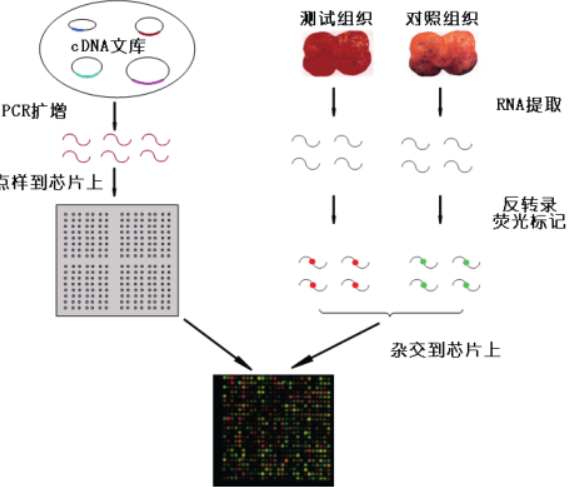 测试组织
对照组织
cDNA文库
PCR扩增
RNA提取
点样到芯片上
反转录
荧光标记
杂交到芯片上